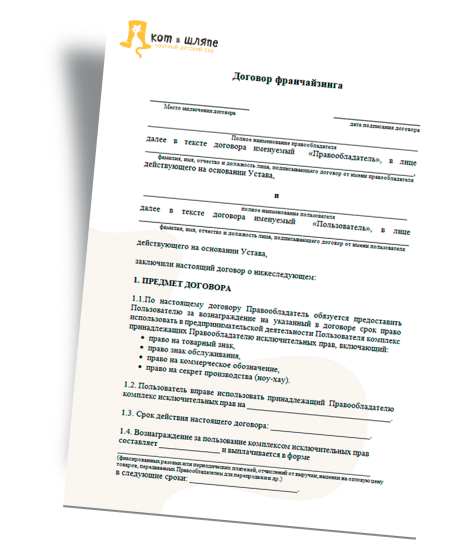 кот в шляпе
ЧАСТНЫЙ ДЕТСКИЙ САД
Договор франчайзинга
Место заключения договора
дата подписания договора
Полное наименование правообладателя
далее в тексте договора именуемый «Правообладатель», в лице
,
фамилия, имя, отчество и должность лица, подписывающего договор от имени правообладателя
действующего на основании Устава,
и
полное наименование пользователя
далее в тексте договора именуемый «Пользователь», в лице
фамилия, имя, отчество и должность лица, подписывающего договор от имени пользователя
действующего на основании Устава,
заключили настоящий договор о нижеследующем:
1. ПРЕДМЕТ ДОГОВОРА
1.1.По настоящему договору Правообладатель обязуется предоставить
Пользователю за вознаграждение на указанный в договоре срок право
использовать в предпринимательской деятельности Пользователя комплекс
принадлежащих Правообладателю исключительных прав, включающий:
• право на товарный знак,
• право знак обслуживания,
• право на коммерческое обозначение,
• право на секрет производства (ноу-хау).
1.2. Пользователь вправе использовать принадлежащий Правообладателю
комплекс исключительных прав на ____________________.
1.3. Срок действия настоящего договора: ____________________.
1.4. Вознаграждение за пользование комплексом исключительных прав
составляет ____________ и выплачивается в форме
(фиксированных разовых или периодических платежей, отчислений от выручки, наценки на оптовую цену
товаров, передаваемых Правообладателем для перепродажи и др.)
в следующие сроки: ____________________.